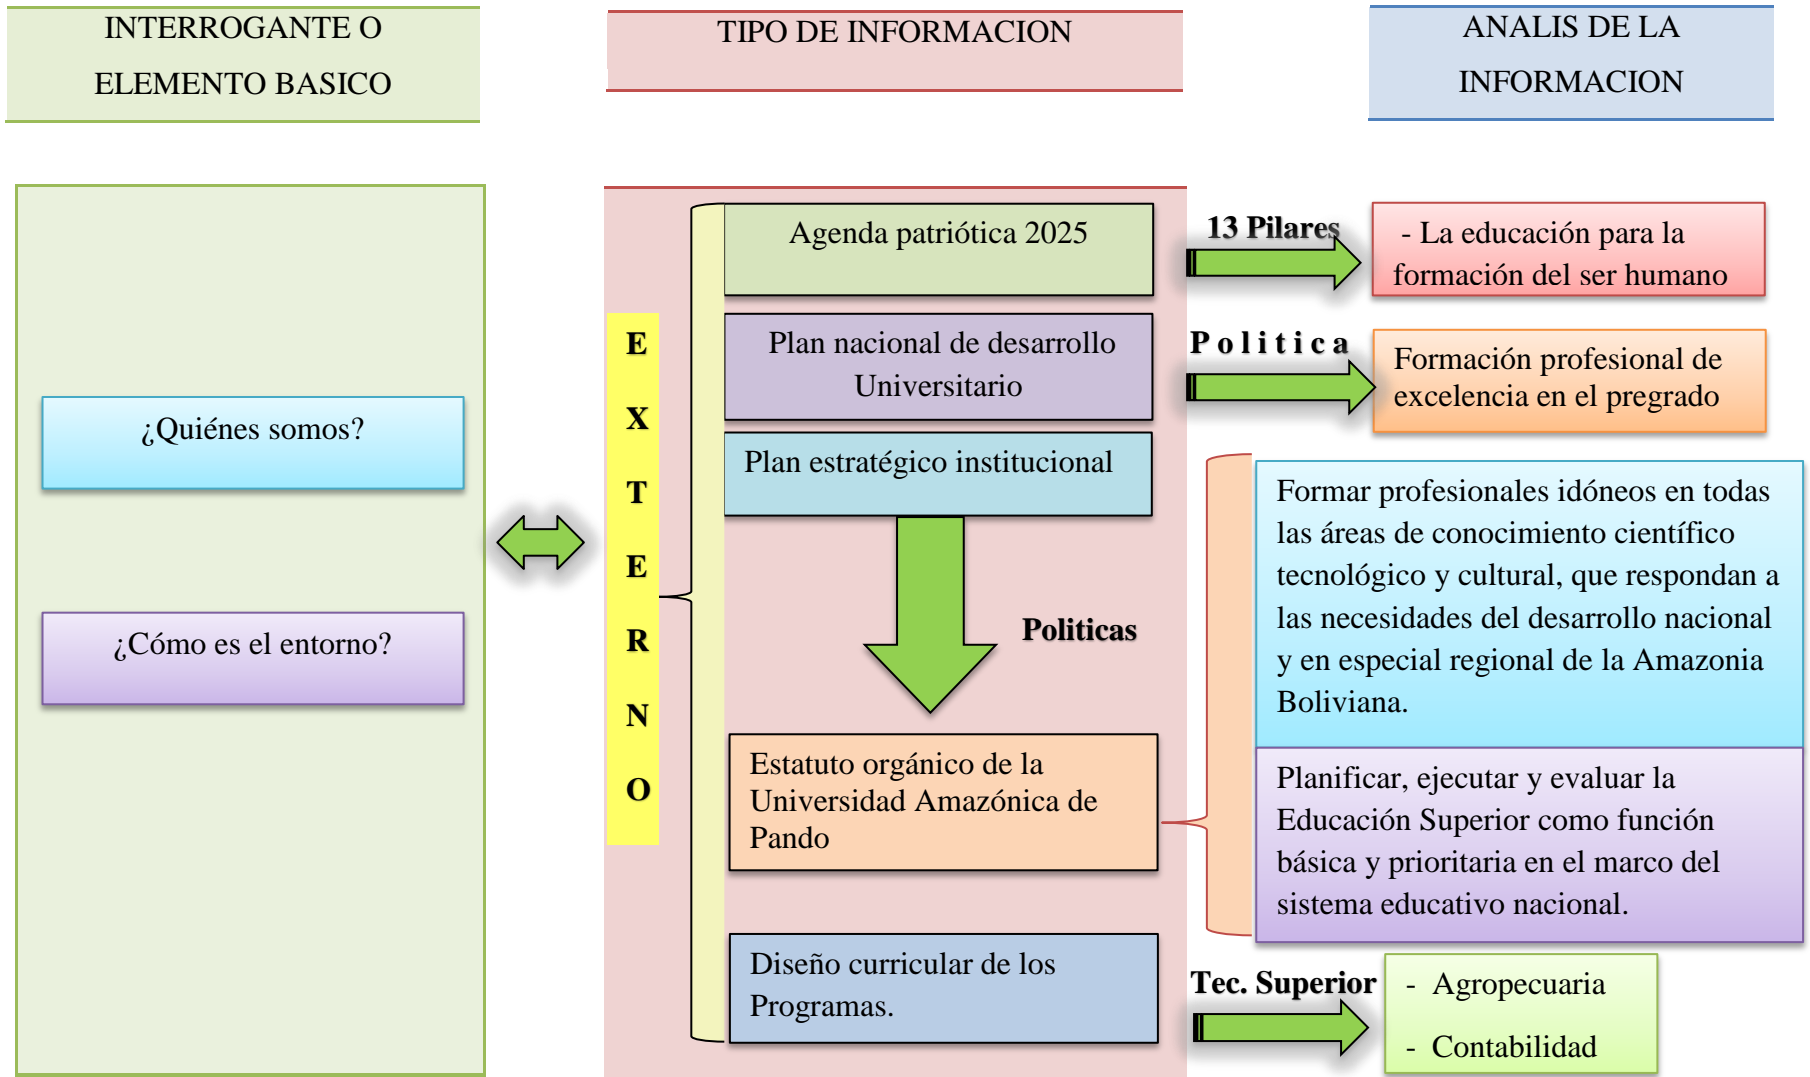 INTERROGANTE O
ELEMENTO BASICO
TIPO DE INFORMACION
ANALIS DE LA
INFORMACION
¿Quiénes somos?
¿Cómo es el entorno?
E
X
T
E
R
N
O
Agenda patriótica 2025
Plan nacional de desarrollo
Universitario
Plan estratégico institucional
Politicas
Estatuto orgánico de la
Universidad Amazónica de
Pando
Diseño curricular de los
Programas.
13 Pilares
- La educación para la
formación del ser humano
Politica
Formación profesional de
excelencia en el pregrado
Formar profesionales idóneos en todas
las áreas de conocimiento científico
tecnológico y cultural, que respondan a
las necesidades del desarrollo nacional
y en especial regional de la Amazonia
Boliviana.
Planificar, ejecutar y evaluar la
Educación Superior como función
básica y prioritaria en el marco del
sistema educativo nacional.
Tec. Superior
- Agropecuaria
- Contabilidad